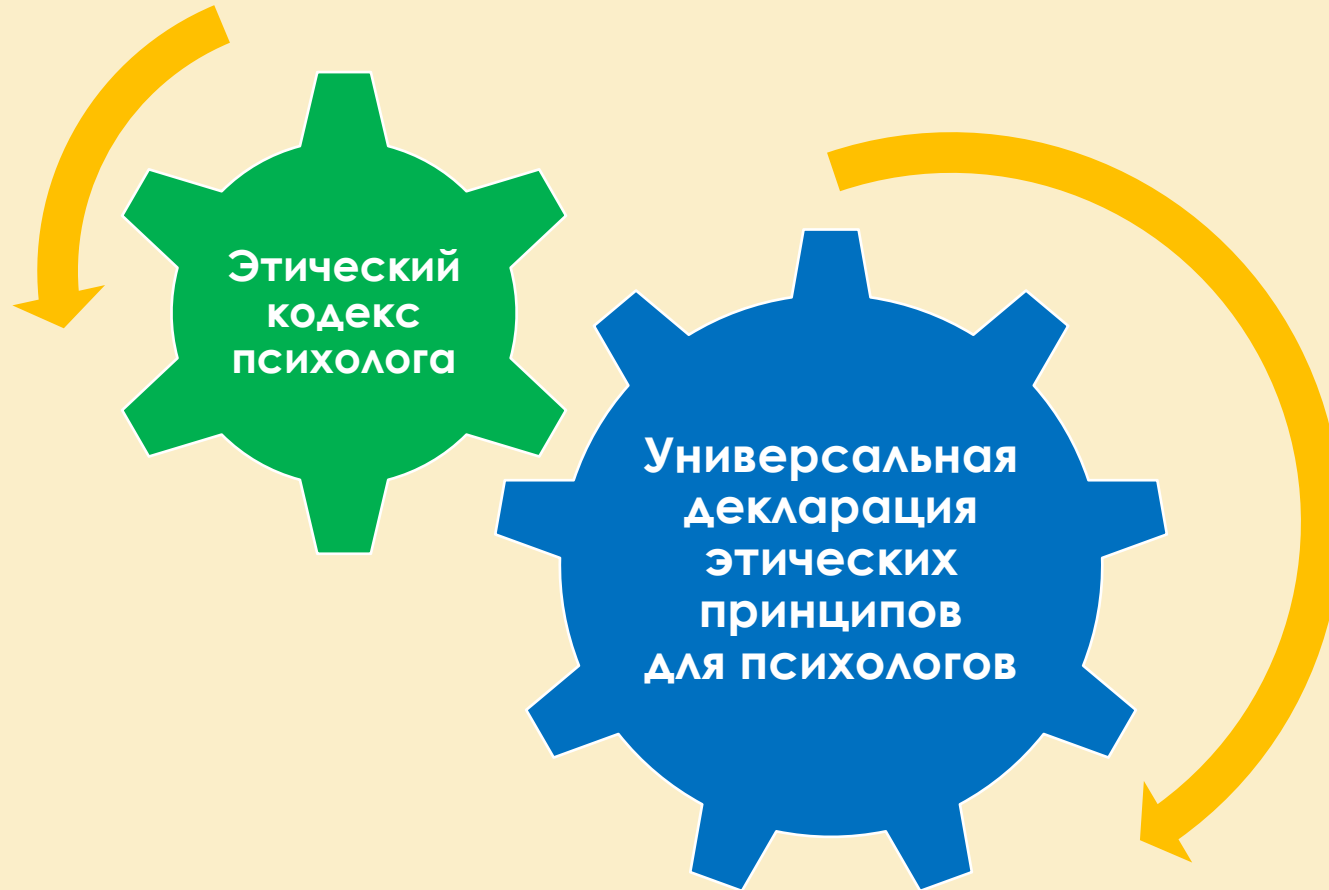 Этический
кодекс
психолога
Универсальная
декларация
этических
принципов
для психологов